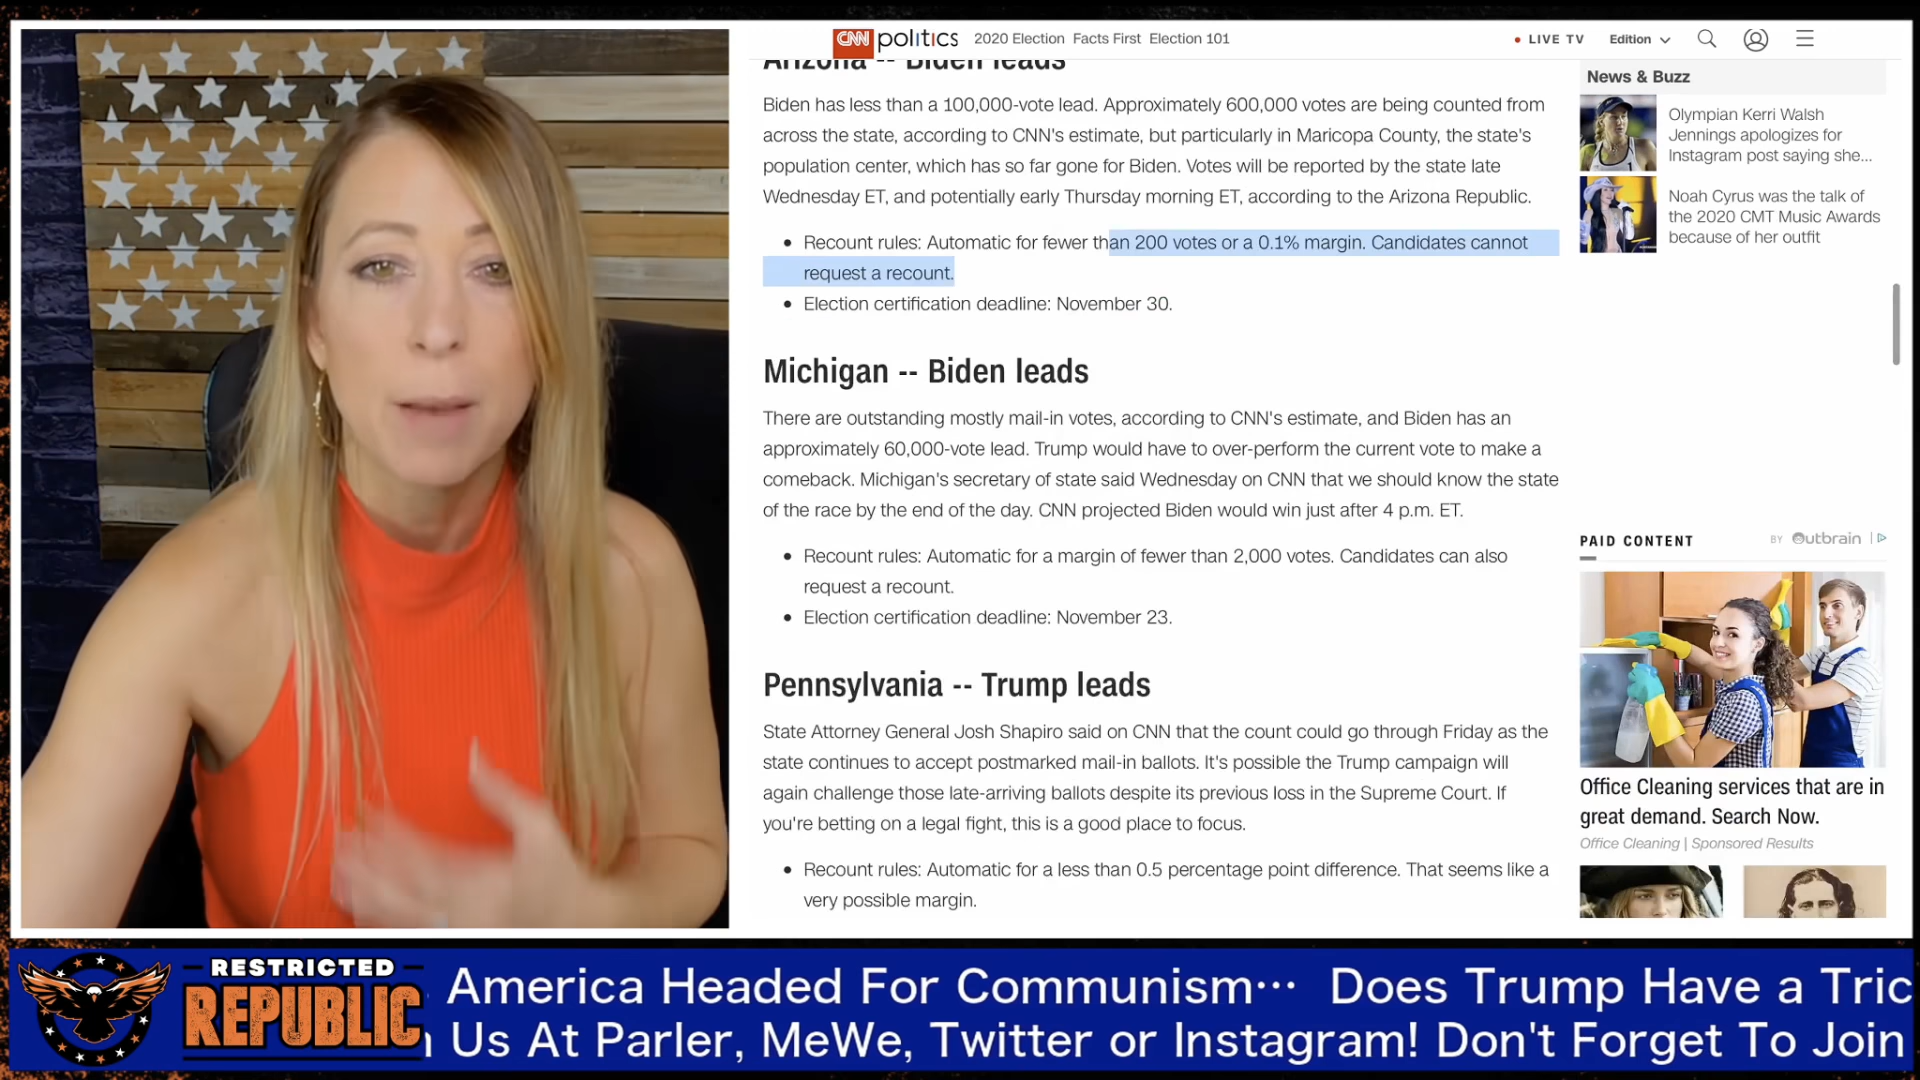 CNN politics 2020 Election Facts First Election 101 LIVE TV Edition
Arizona -- Biden leads
Biden has less than a 100,000-vote lead. Approximately 600,000 votes are being counted from
across the state, according to CNN's estimate, but particularly in Maricopa County, the state's
population center, which has so far gone for Biden. Votes will be reported by the state late
Wednesday ET, and potentially early Thursday morning ET, according to the Arizona Republic.
• Recount rules: Automatic for fewer than 200 votes or a 0.1% margin. Candidates cannot
request a recount.
• Election certification deadline: November 30.
Michigan -- Biden leads
There are outstanding mostly mail-in votes, according to CNN's estimate, and Biden has an
approximately 60,000-vote lead. Trump would have to over-perform the current vote to make a
comeback. Michigan's secretary of state said Wednesday on CNN that we should know the state
of the race by the end of the day. CNN projected Biden would win just after 4 p.m. ET.
• Recount rules: Automatic for a margin of fewer than 2,000 votes. Candidates can also
request a recount.
• Election certification deadline: November 23.
Pennsylvania -- Trump leads
State Attorney General Josh Shapiro said on CNN that the count could go through Friday as the
state continues to accept postmarked mail-in ballots. It's possible the Trump campaign will
again challenge those late-arriving ballots despite its previous loss in the Supreme Court. If
you're betting on a legal fight, this is a good place to focus.
• Recount rules: Automatic for a less than 0.5 percentage point difference. That seems like a
very possible margin.
News & Buzz
Olympian Kerri Walsh
Jennings apologizes for
Instagram post saying she...
Noah Cyrus was the talk of
the 2020 CMT Music Awards
because of her outfit
PAID CONTENT BY Outbrain
Office Cleaning services that are in
great demand. Search Now.
Office Cleaning | Sponsored Results
RESTRICTED
REPUBLIC
America Headed For Communism... Does Trump Have a Tric
Us At Parler, MeWe, Twitter or Instagram! Don't Forget To Join